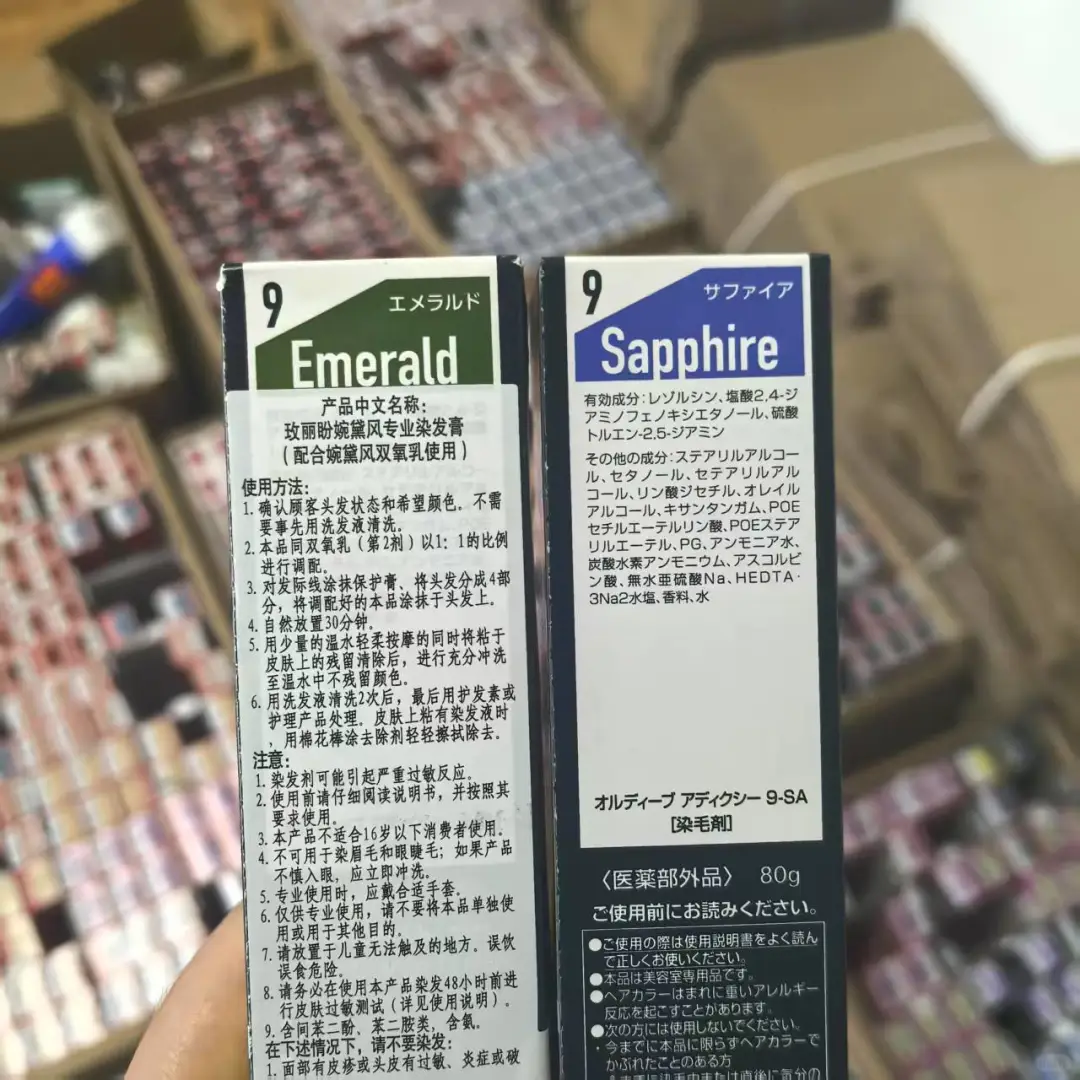 9
エメラルド
Emerald
产品中文名称：
玫丽盼婉黛风专业染发膏
（配合婉黛风双氧乳使用）
使用方法：
1. 确认顾客头发状态和希望颜色。不需
要事先用洗发液清洗。
2. 本品同双氧乳（第2剂）以1：1的比例
进行调配。
3. 对发际线涂抹保护膏、将头发分成4部
分，将调配好的本品涂抹于头发上。
4. 自然放置30分钟。
5. 用少量的温水轻柔按摩的同时将粘于
皮肤上的残留清除后，进行充分冲洗
至温水中不残留颜色。
6. 用洗发液清洗2次后，最后用护发素或
护理产品处理。皮肤上粘有染发液时
，用棉花棒涂去除剂轻轻擦拭除去。
注意：
1. 染发剂可能引起严重过敏反应。
2. 使用前请仔细阅读说明书，并按照其
要求使用。
3. 本产品不适合16岁以下消费者使用。
4. 不可用于染眉毛和眼睫毛；如果产品
不慎入眼，应立即冲洗。
5. 专业使用时，应戴合适手套。
6. 仅供专业使用，请不要将本品单独使
用或用于其他目的。
7. 请放置于儿童无法触及的地方。误饮
误食危险。
8. 请务必在使用本产品染发48小时前进
行皮肤过敏测试（详见使用说明）。
9. 含间苯二酚、苯二胺类，含氨。
在下述情况下，请不要染发：
1. 面部有皮疹或头皮有过敏、炎症或破
9
サファイア
Sapphire
有効成分：レゾルシン、塩酸2,4-ジ
アミノフェノキシエタノール、硫酸
トルエン-2,5-ジアミン
その他の成分：ステアリルアルコー
ル、セタノール、セテアリルアル
コール、リン酸ジセチル、オレイル
アルコール、キサンタンガム、POE
セチルエーテルリン酸、POEステア
リルエーテル、PG、アンモニア水、
炭酸水素アンモニウム、アスコルビ
ン酸、無水亜硫酸Na、HEDTA・
3Na2水塩、香料、水
オルディーブ アディクシー 9-SA
［染毛剤］
〈医薬部外品〉 80g
ご使用前にお読みください。
●ご使用の際は使用説明書をよく読ん
で正しくお使いください。
●本品は美容室専用品です。
●ヘアカラーはまれに重いアレルギー
反応を起こすことがあります。
●次の方には使用しないでください。
・今までに本品に限らずヘアカラーで
かぶれたことのある方